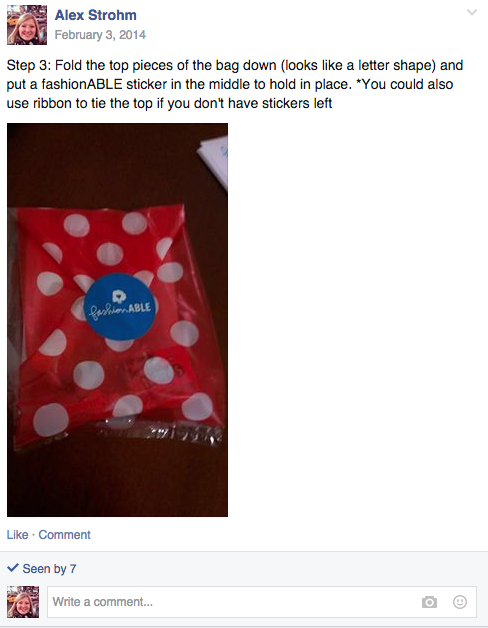 Alex Strohm
February 3, 2014
Step 3: Fold the top pieces of the bag down (looks like a letter shape) and
put a fashionABLE sticker in the middle to hold in place. *You could also
use ribbon to tie the top if you don't have stickers left
fashionABLE
Like · Comment
Seen by 7
Write a comment...